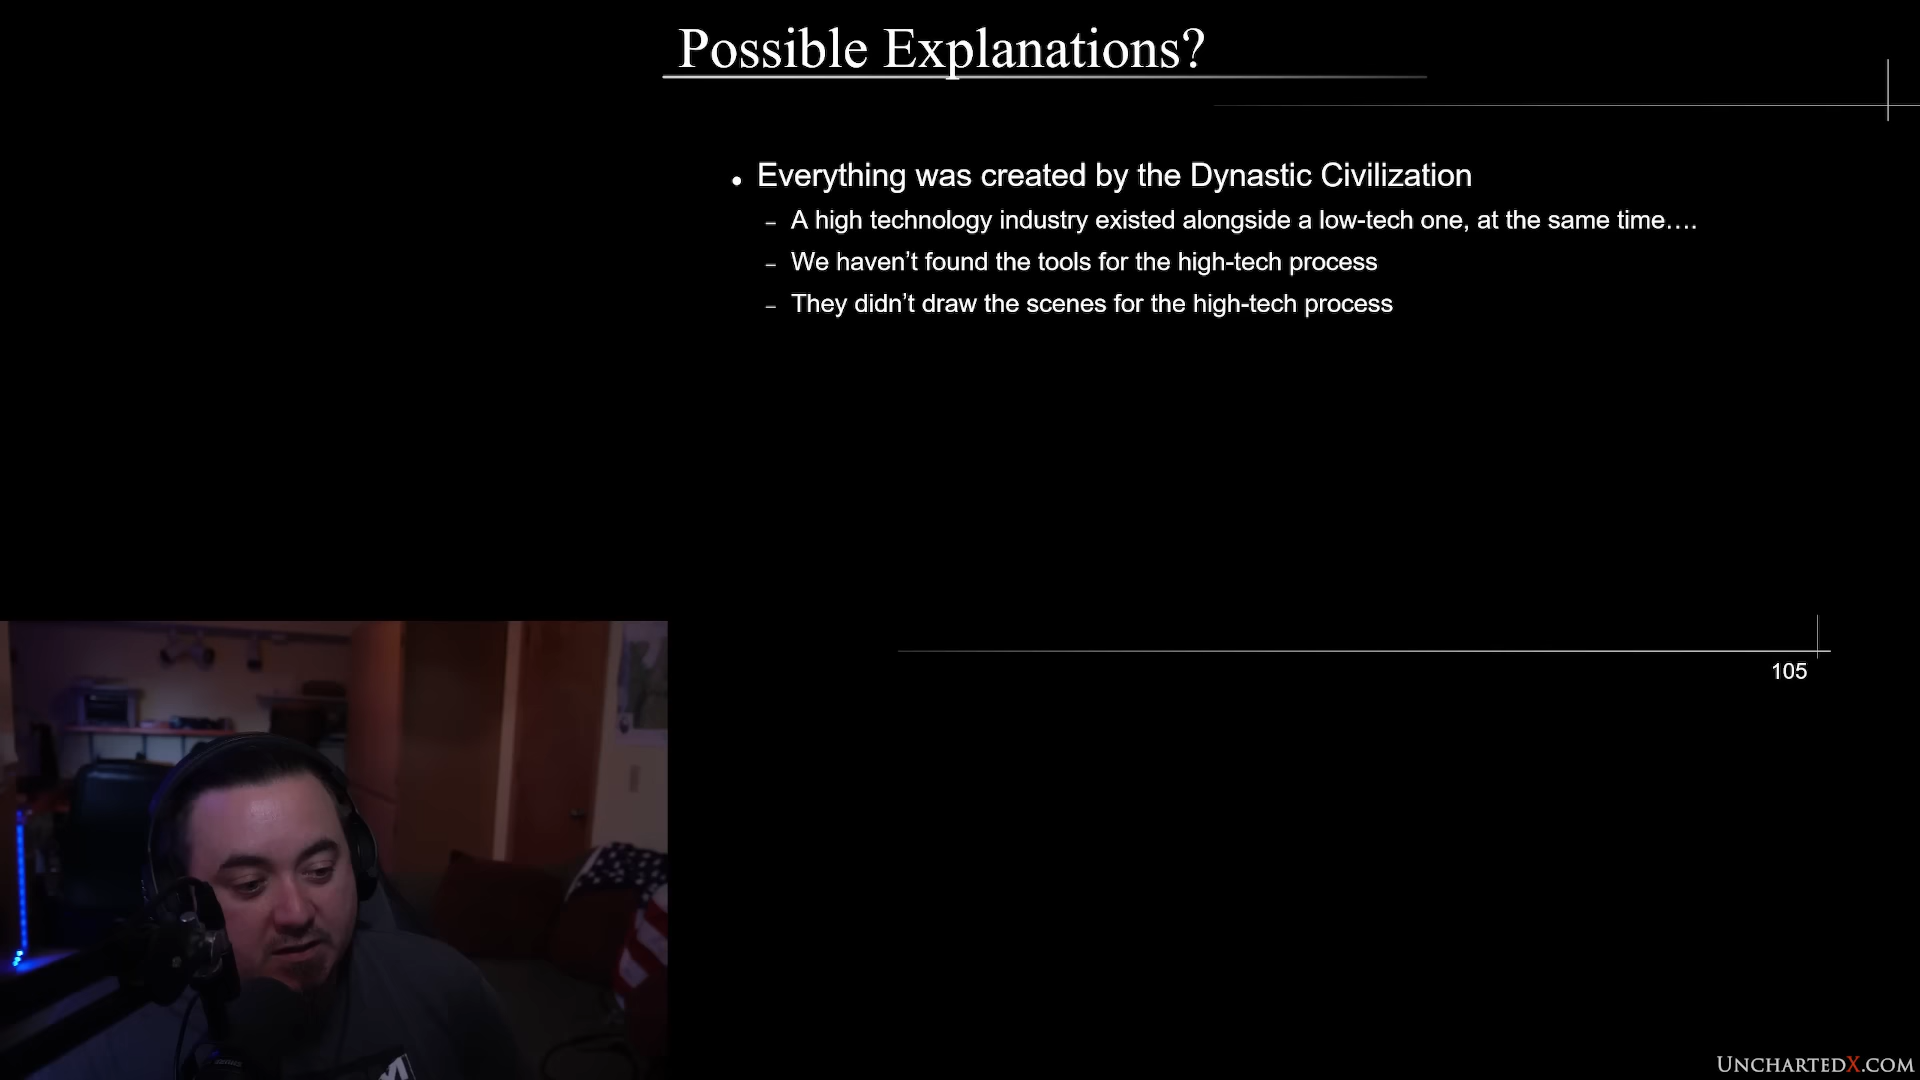 Possible Explanations?
• Everything was created by the Dynastic Civilization
– A high technology industry existed alongside a low-tech one, at the same time….
– We haven’t found the tools for the high-tech process
– They didn’t draw the scenes for the high-tech process
105
UNCHARTEDX.COM